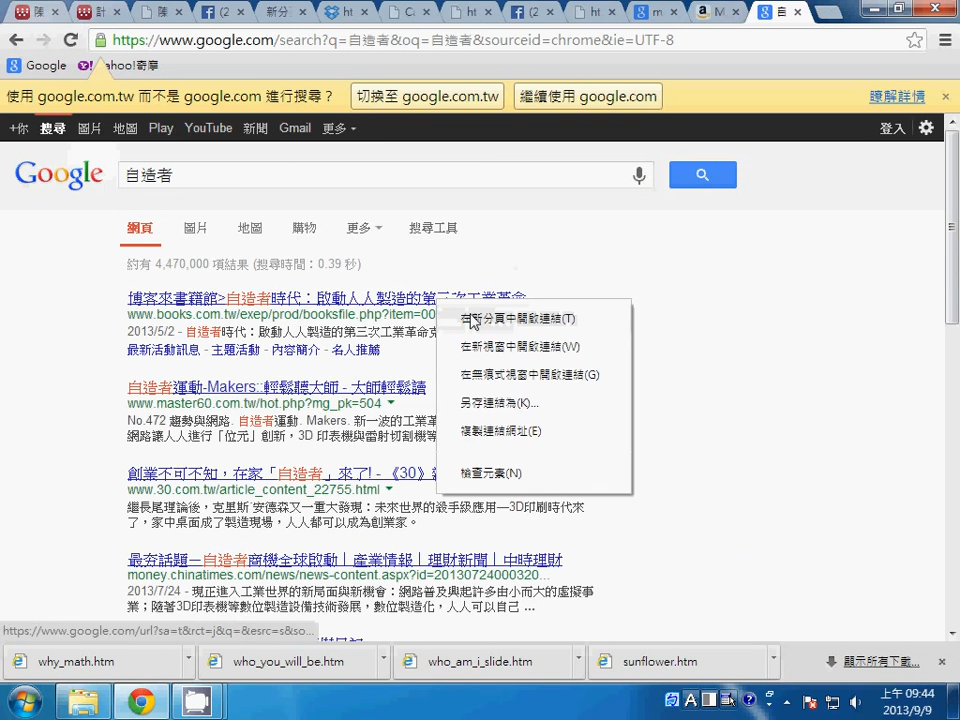 陳
計
陳
(2
新分
ht
C
ht
(2
ht
m
M
自
https://www.google.com/search?q=自造者&oq=自造者&sourceid=chrome&ie=UTF-8
Google
ahoo!奇摩
使用 google.com.tw 而不是 google.com 進行搜尋?
切換至 google.com.tw
繼續使用 google.com
瞭解詳情
+你 搜尋 圖片 地圖 Play YouTube 新聞 Gmail 更多
登入
Google
自造者
網頁 圖片 地圖 購物 更多 搜尋工具
約有 4,470,000 項結果 (搜尋時間:0.39 秒)
博客來書籍館>自造者時代:啟動人人製造的第三次工業革命
www.books.com.tw/exep/prod/booksfile.php?item=00
2013/5/2 - 自造者時代:啟動人人製造的第三次工業革命克
最新活動訊息 - 主題活動 - 內容簡介 - 名人推薦
在新分頁中開啟連結(T)
在新視窗中開啟連結(W)
在無痕式視窗中開啟連結(G)
另存連結為(K)...
複製連結網址(E)
檢查元素(N)
自造者運動-Makers::輕鬆聽大師 - 大師輕鬆讀
www.master60.com.tw/hot.php?mg_pk=504
No.472 趨勢與網路. 自造者運動. Makers. 新一波的工業革
網路讓人人進行「位元」創新,3D 印表機與雷射切割機
創業不可不知,在家「自造者」來了! - 《30》
www.30.com.tw/article_content_22755.html
繼長尾理論後,克里斯˙安德森又一重大發現:未來世界的殺手級應用—3D印刷時代來
了,家中桌面成了製造現場,人人都可以成為創業家。
最夯話題－自造者商機全球啟動│產業情報│理財新聞│中時理財
money.chinatimes.com/news/news-content.aspx?id=20130724000320...
2013/7/24 - 現正進入工業世界的新局面與新機會:網路普及興起許多由小而大的虛擬事
業;隨著3D印表機等數位製造設備技術發展,數位製造化,人人可以自己 ...
https://www.google.com/url?sa=t&rct=j&q=&esrc=s&so...
why_math.htm
who_you_will_be.htm
who_am_i_slide.htm
sunflower.htm
顯示所有下載...
A
上午 09:44
2013/9/9